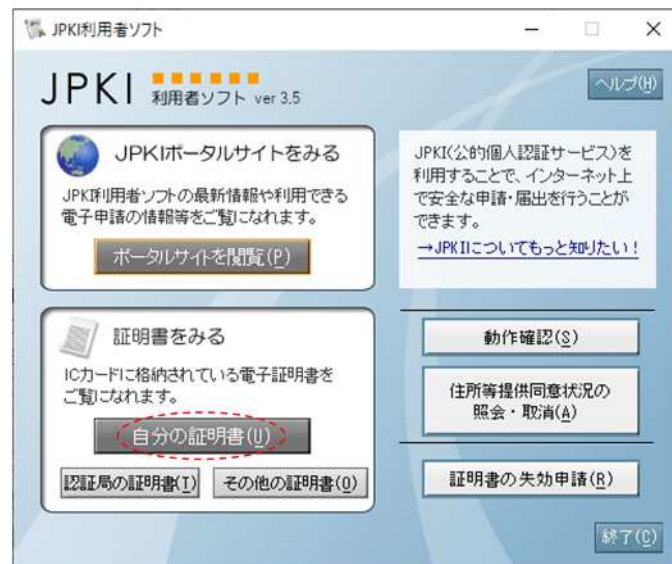 JPKI利用者ソフト
JPKI 利用者ソフト ver 3.5
ヘルプ(H)
JPKIポータルサイトをみる
JPKI利用者ソフトの最新情報や利用できる
電子申請の情報等をご覧になれます。
ポータルサイトを閲覧(P)
JPKI(公的個人認証サービス)を
利用することで、インターネット上
で安全な申請・届出を行うことが
できます。
→JPKIについてもっと知りたい!
証明書をみる
ICカードに格納されている電子証明書を
ご覧になれます。
自分の証明書(U)
認証局の証明書(T)
その他の証明書(O)
動作確認(S)
住所等提供同意状況の
照会・取消(A)
証明書の失効申請(R)
終了(C)